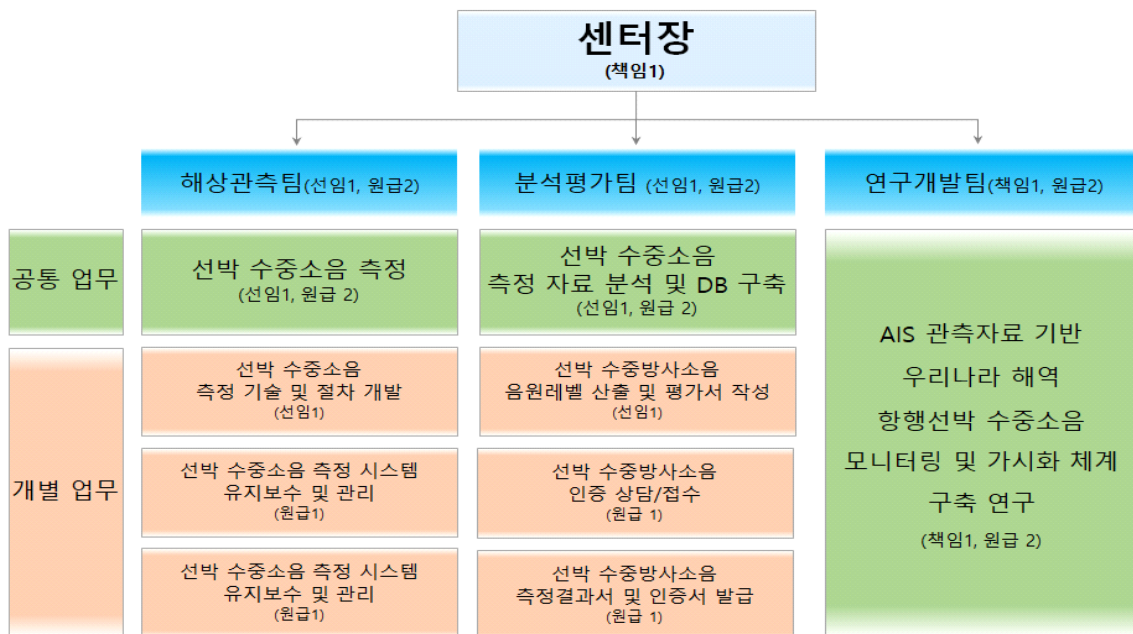 센터장
(책임1)
해상관측팀(선임1, 원급2)
분석평가팀 (선임1, 원급2)
연구개발팀(책임1, 원급2)
공통 업무
선박 수중소음 측정
(선임1, 원급 2)
선박 수중소음
측정 자료 분석 및 DB 구축
(선임1, 원급 2)
AIS 관측자료 기반
우리나라 해역
항행선박 수중소음
모니터링 및 가시화 체계
구축 연구
(책임1, 원급 2)
개별 업무
선박 수중소음
측정 기술 및 절차 개발
(선임1)
선박 수중방사소음
음원레벨 산출 및 평가서 작성
(선임1)
선박 수중소음 측정 시스템
유지보수 및 관리
(원급1)
선박 수중방사소음
인증 상담/접수
(원급 1)
선박 수중소음 측정 시스템
유지보수 및 관리
(원급1)
선박 수중방사소음
측정결과서 및 인증서 발급
(원급 1)